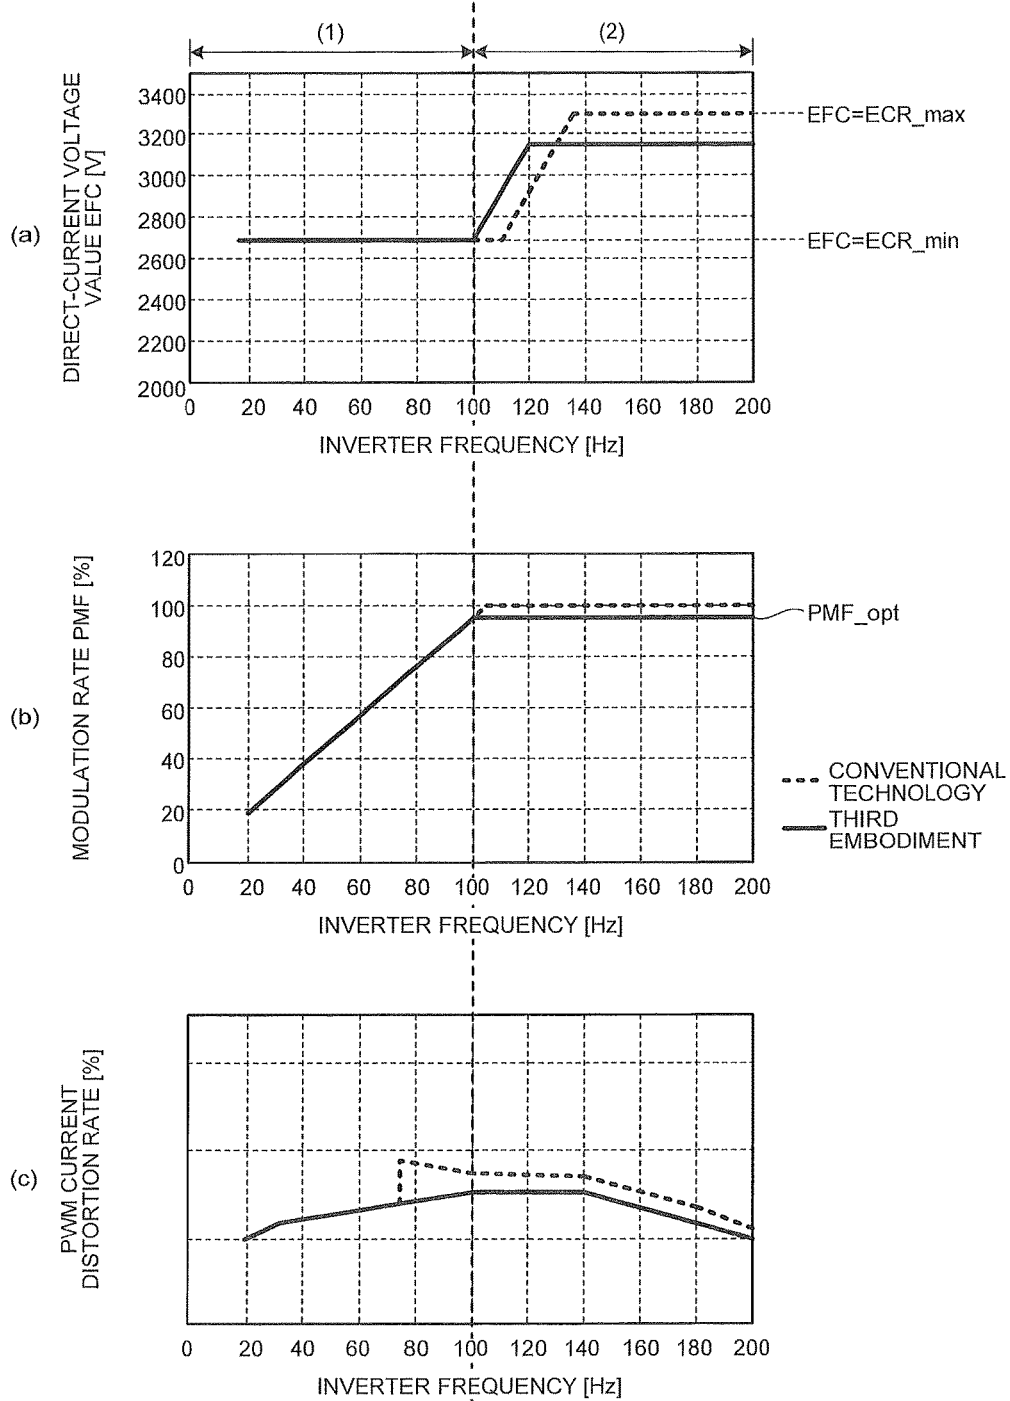 (1)
(2)
(a)
DIRECT-CURRENT VOLTAGE
VALUE EFC [V]
3400
3200
3000
2800
2600
2400
2200
2000
0 20 40 60 80 100 120 140 160 180 200
INVERTER FREQUENCY [Hz]
EFC=ECR_max
EFC=ECR_min
(b)
MODULATION RATE PMF [%]
120
100
80
60
40
20
0
0 20 40 60 80 100 120 140 160 180 200
INVERTER FREQUENCY [Hz]
PMF_opt
CONVENTIONAL
TECHNOLOGY
THIRD
EMBODIMENT
(c)
PWM CURRENT
DISTORTION RATE [%]
0 20 40 60 80 100 120 140 160 180 200
INVERTER FREQUENCY [Hz]